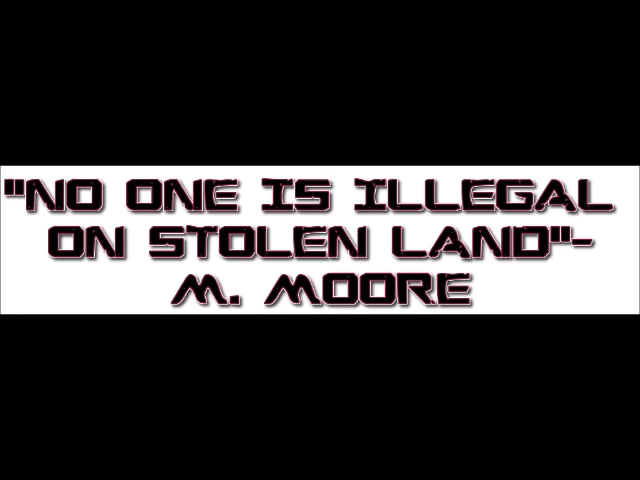 "NO ONE IS ILLEGAL
ON STOLEN LAND"-
M. MOORE